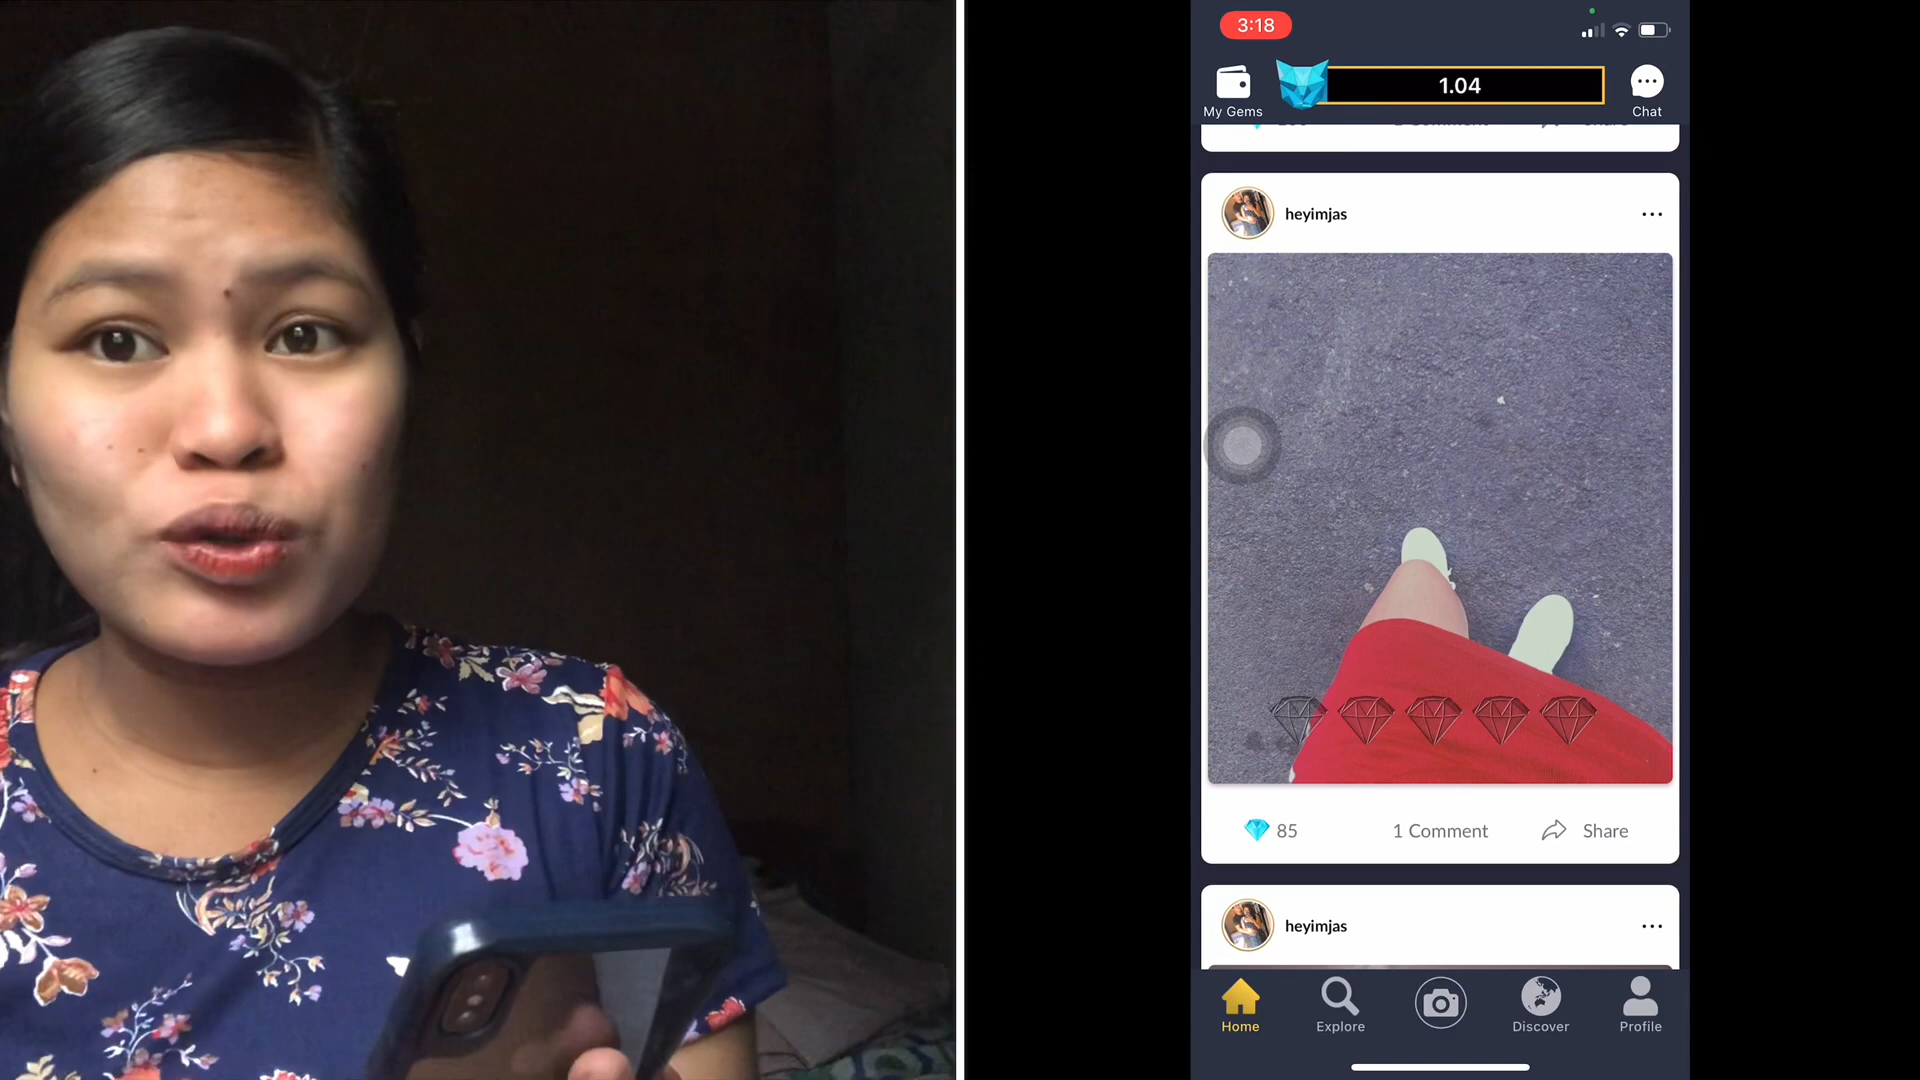 3:18
1.04
My Gems
Chat
heyimjas
85
1 Comment
Share
heyimjas
Home
Explore
Discover
Profile